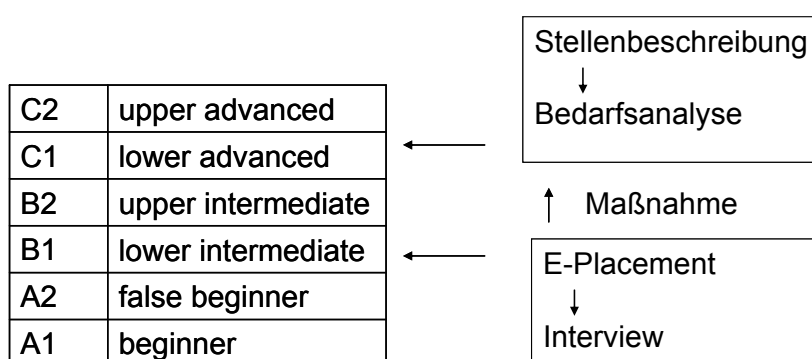 C2 upper advanced
C1 lower advanced
B2 upper intermediate
B1 lower intermediate
A2 false beginner
A1 beginner
Stellenbeschreibung
Bedarfsanalyse
Maßnahme
E-Placement
Interview